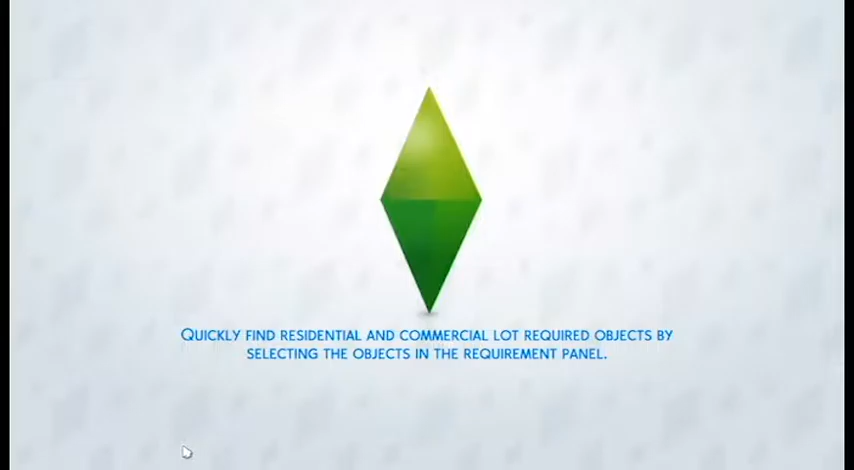 Quickly find residential and commercial lot required objects by
selecting the objects in the requirement panel.